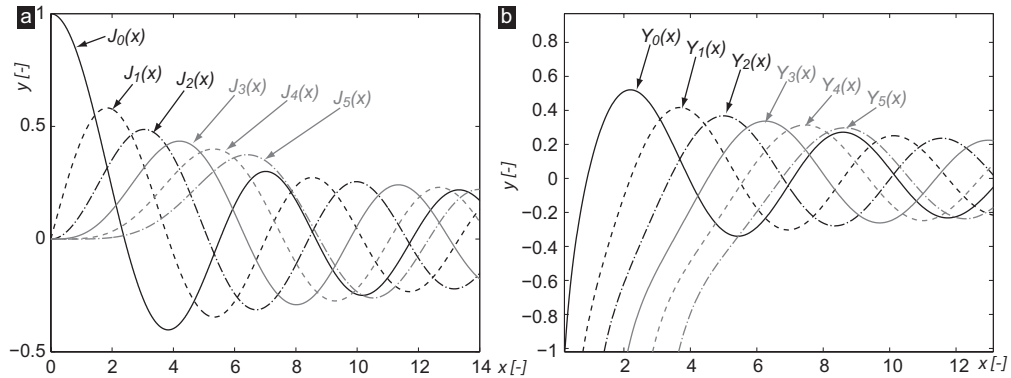 a
1
0.5
0
−0.5
y [-]
J0(x)
J1(x)
J2(x)
J3(x)
J4(x)
J5(x)
0 2 4 6 8 10 12 14 x [-]
b
0.8
0.6
0.4
0.2
0
−0.2
−0.4
−0.6
−0.8
−1
y [-]
Y0(x)
Y1(x)
Y2(x)
Y3(x)
Y4(x)
Y5(x)
2 4 6 8 10 12 x [-]